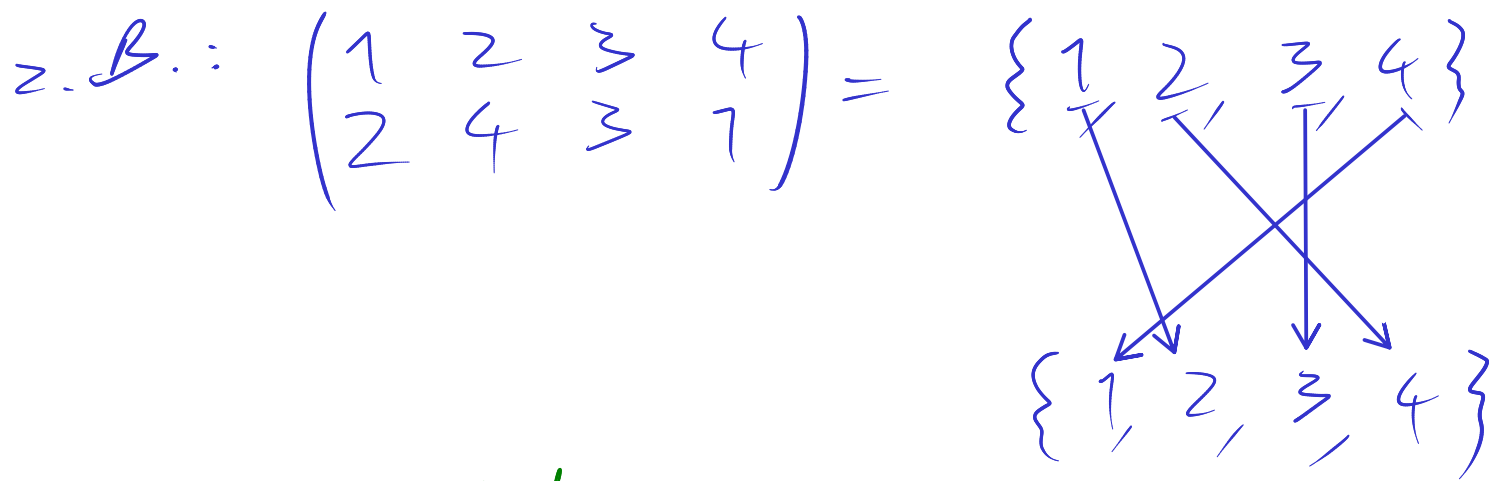 z.B.: (1 2 3 4) = {1, 2, 3, 4}
(2 4 3 1)
{1, 2, 3, 4}